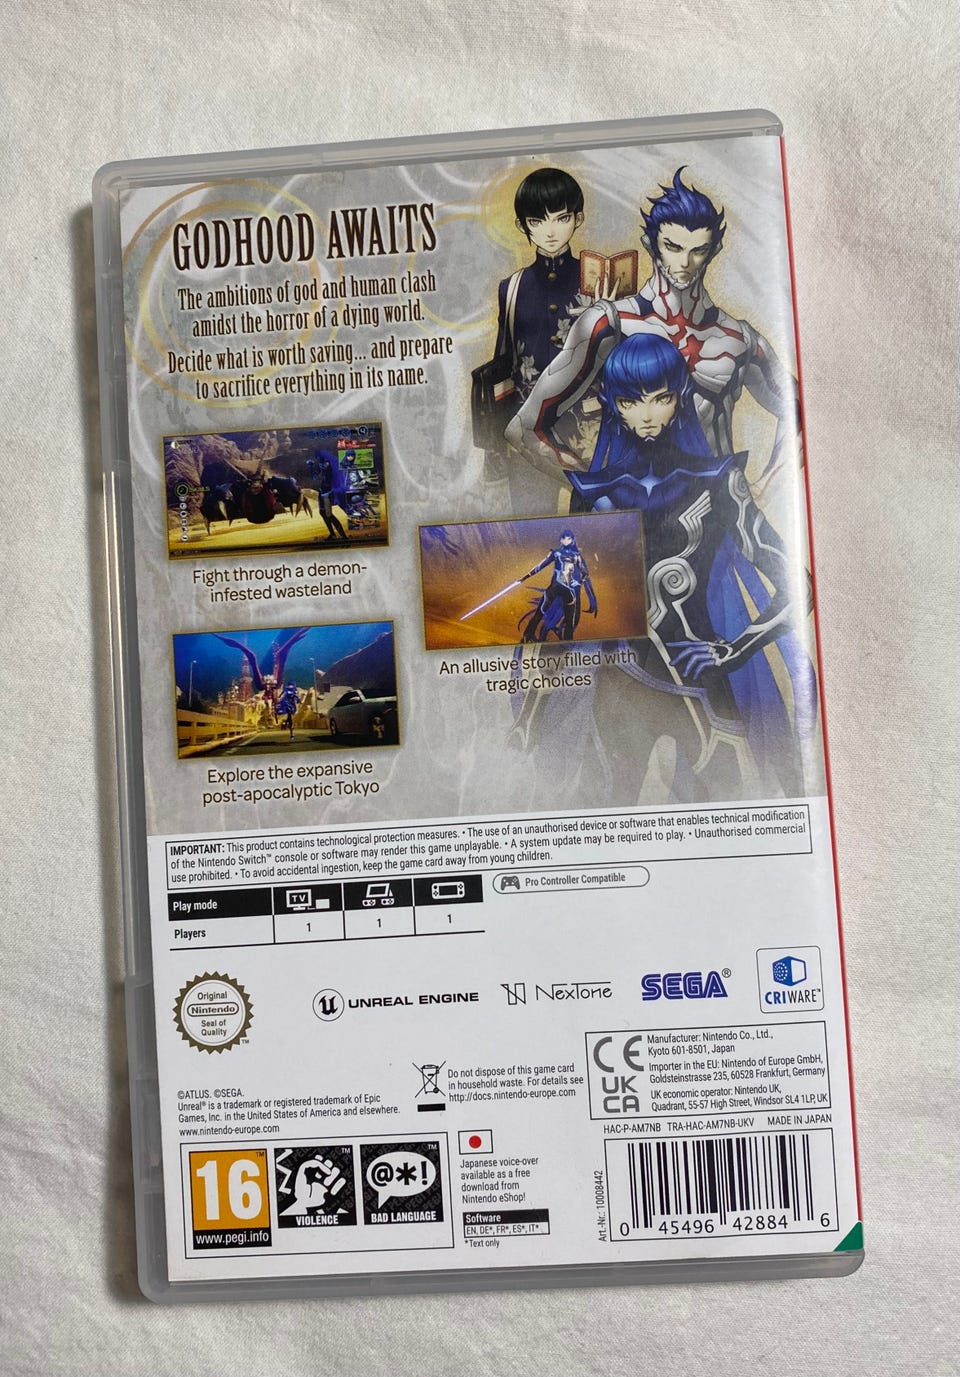 GODHOOD AWAITS
The ambitions of god and human clash
amidst the horror of a dying world.
Decide what is worth saving... and prepare
to sacrifice everything in its name.
Fight through a demon-
infested wasteland
An allusive story filled with
tragic choices
Explore the expansive
post-apocalyptic Tokyo
IMPORTANT: This product contains technological protection measures. • The use of an unauthorised device or software that enables technical modification
of the Nintendo Switch™ console or software may render this game unplayable. • A system update may be required to play. • Unauthorised commercial
use prohibited. • To avoid accidental ingestion, keep the game card away from young children.
Play mode
TV
Players
1
1
1
Pro Controller Compatible
Original
Nintendo
Seal of
Quality
TM
UNREAL ENGINE
NexTone
SEGA®
CRIWARE™
©ATLUS. ©SEGA.
Unreal® is a trademark or registered trademark of Epic
Games, Inc. in the United States of America and elsewhere.
www.nintendo-europe.com
Do not dispose of this game card
in household waste. For details see
http://docs.nintendo-europe.com
CE
UK
CA
Manufacturer: Nintendo Co., Ltd.,
Kyoto 601-8501, Japan
Importer in the EU: Nintendo of Europe GmbH,
Goldsteinstrasse 235, 60528 Frankfurt, Germany
UK economic operator: Nintendo UK,
Quadrant, 55-57 High Street, Windsor SL4 1LP, UK
HAC-P-AM7NB TRA-HAC-AM7NB-UKV MADE IN JAPAN
16
www.pegi.info
VIOLENCE
@*!
BAD LANGUAGE
Japanese voice-over
available as a free
download from
Nintendo eShop!
Software
EN, DE*, FR*, ES*, IT*
*Text only
Art.-Nr.: 10008442
0 45496 42884 6